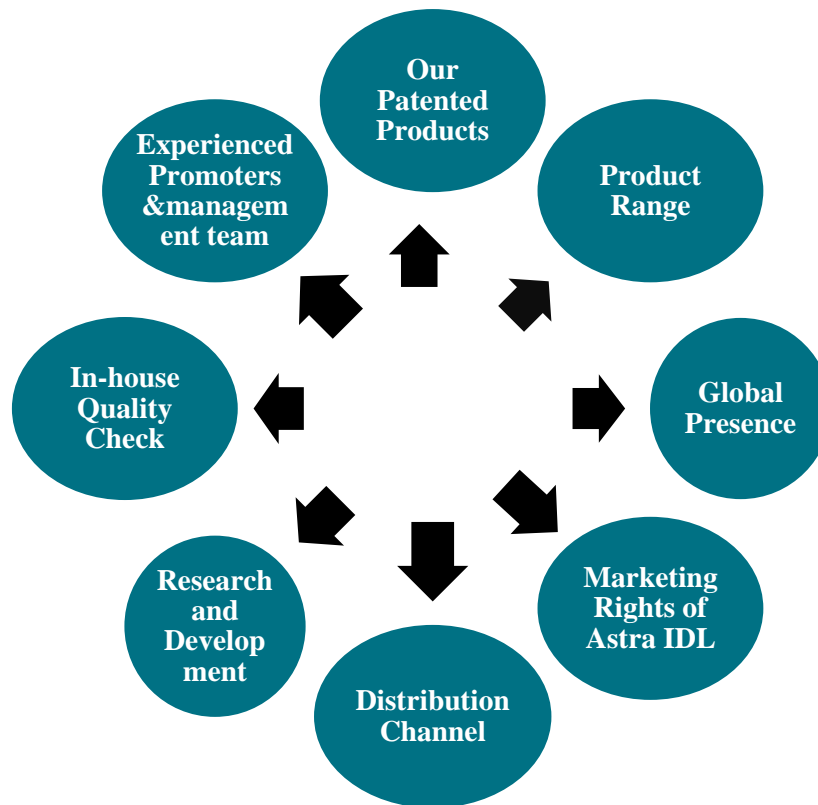 Our
Patented
Products
Product
Range
Global
Presence
Marketing
Rights of
Astra IDL
Distribution
Channel
Research
and
Develop
ment
In-house
Quality
Check
Experienced
Promoters
&managem
ent team